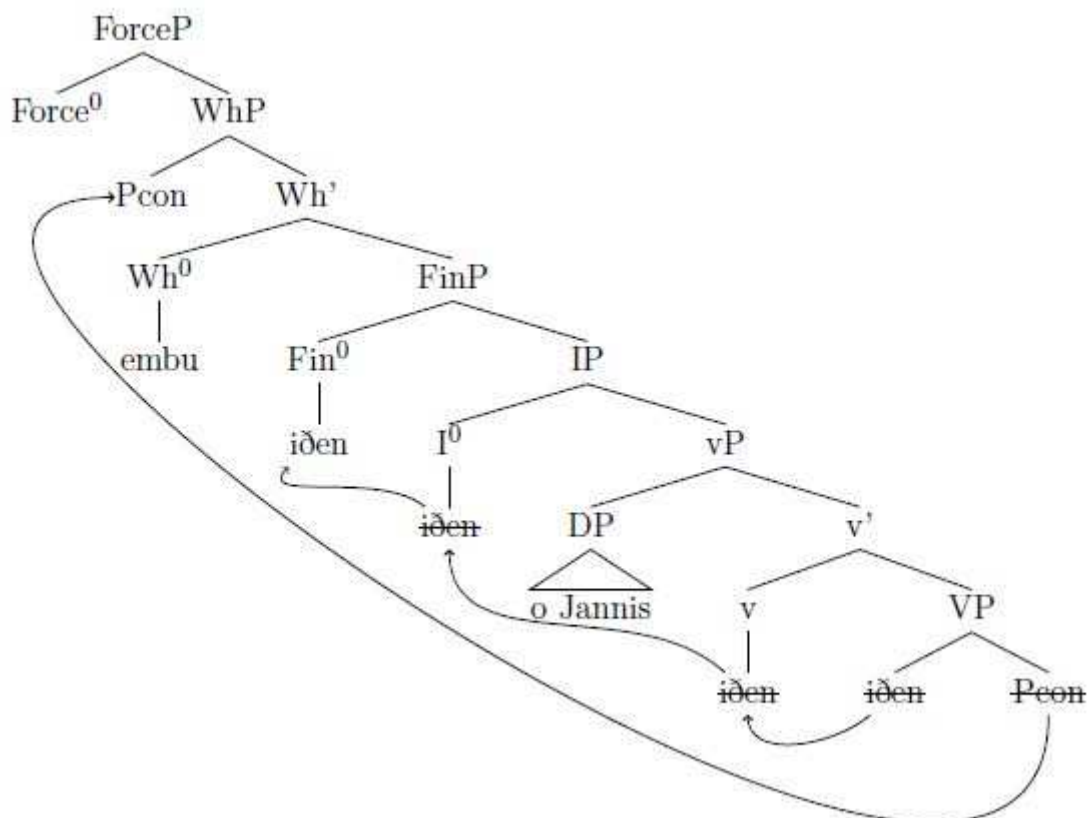 ForceP
Force⁰ WhP
Pcon Wh'
Wh⁰ FinP
embu Fin⁰ IP
iðen I⁰ vP
iðen DP v'
o Jannis v VP
iðen iðen Pcon